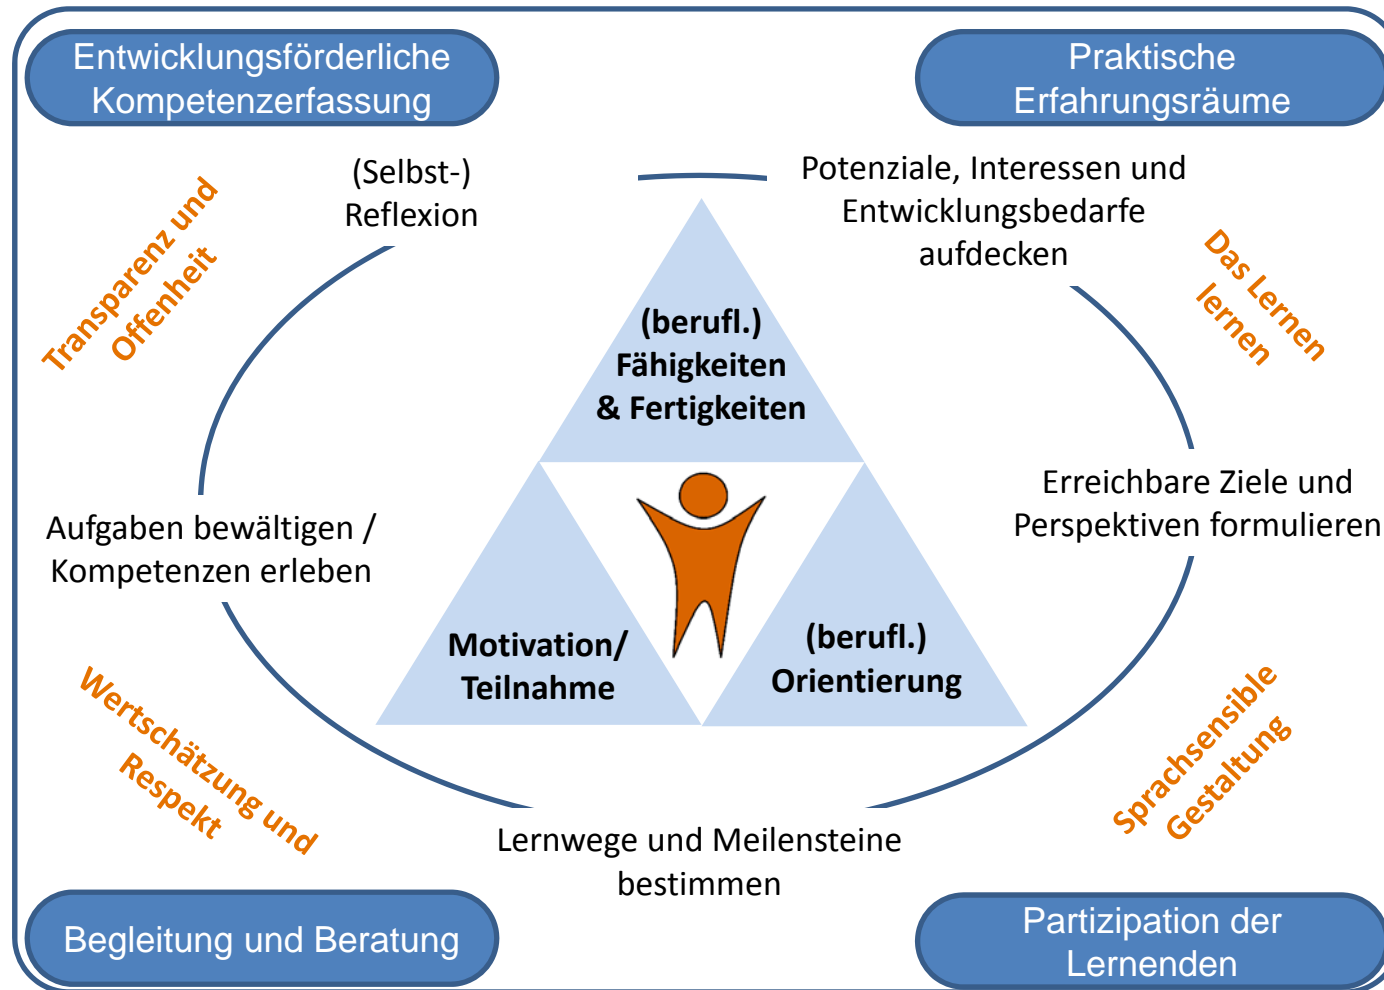 Entwicklungsförderliche
Kompetenzerfassung
Praktische
Erfahrungsräume
(Selbst-)
Reflexion
Potenziale, Interessen und
Entwicklungsbedarfe
aufdecken
Transparenz und
Offenheit
Das Lernen
lernen
(berufl.)
Fähigkeiten
& Fertigkeiten
Aufgaben bewältigen /
Kompetenzen erleben
Erreichbare Ziele und
Perspektiven formulieren
Motivation/
Teilnahme
(berufl.)
Orientierung
Wertschätzung und
Respekt
Sprachsensible
Gestaltung
Lernwege und Meilensteine
bestimmen
Begleitung und Beratung
Partizipation der
Lernenden